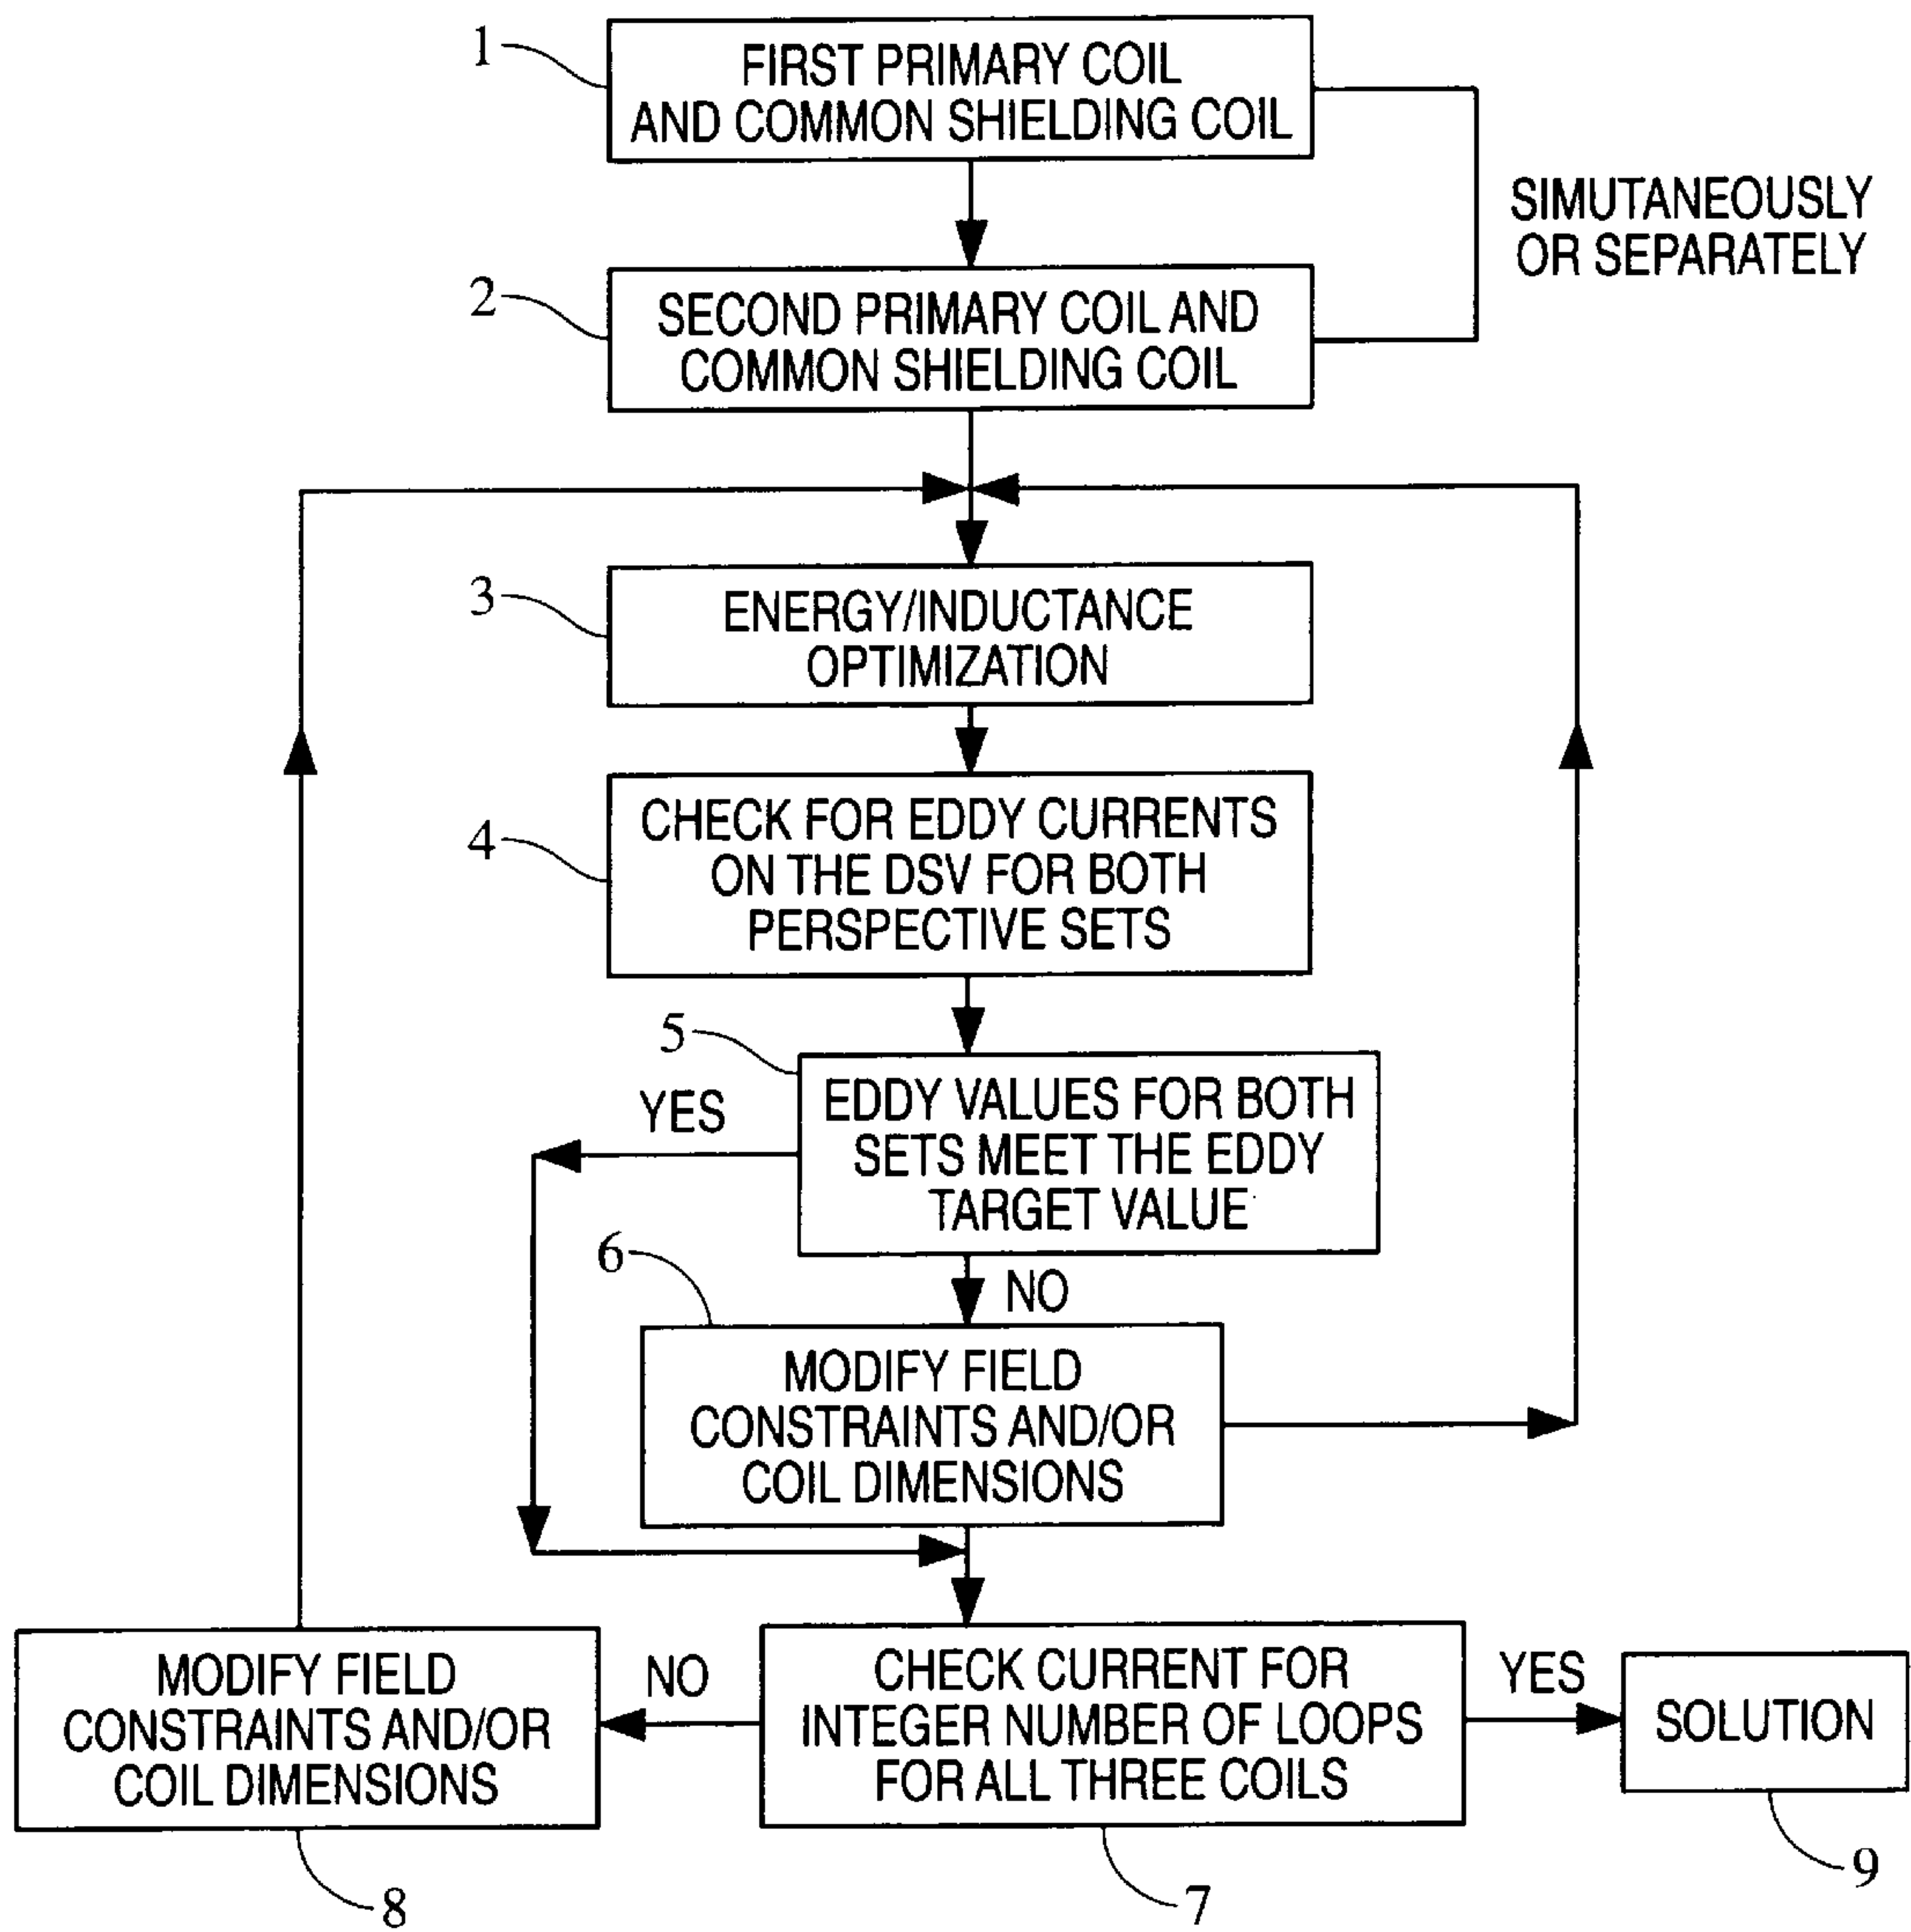 1
FIRST PRIMARY COIL
AND COMMON SHIELDING COIL
SIMUTANEOUSLY
OR SEPARATELY
2
SECOND PRIMARY COIL AND
COMMON SHIELDING COIL
3
ENERGY/INDUCTANCE
OPTIMIZATION
4
CHECK FOR EDDY CURRENTS
ON THE DSV FOR BOTH
PERSPECTIVE SETS
5
YES
EDDY VALUES FOR BOTH
SETS MEET THE EDDY
TARGET VALUE
6
NO
MODIFY FIELD
CONSTRAINTS AND/OR
COIL DIMENSIONS
MODIFY FIELD
CONSTRAINTS AND/OR
COIL DIMENSIONS
NO
CHECK CURRENT FOR
INTEGER NUMBER OF LOOPS
FOR ALL THREE COILS
YES
SOLUTION
8
7
9